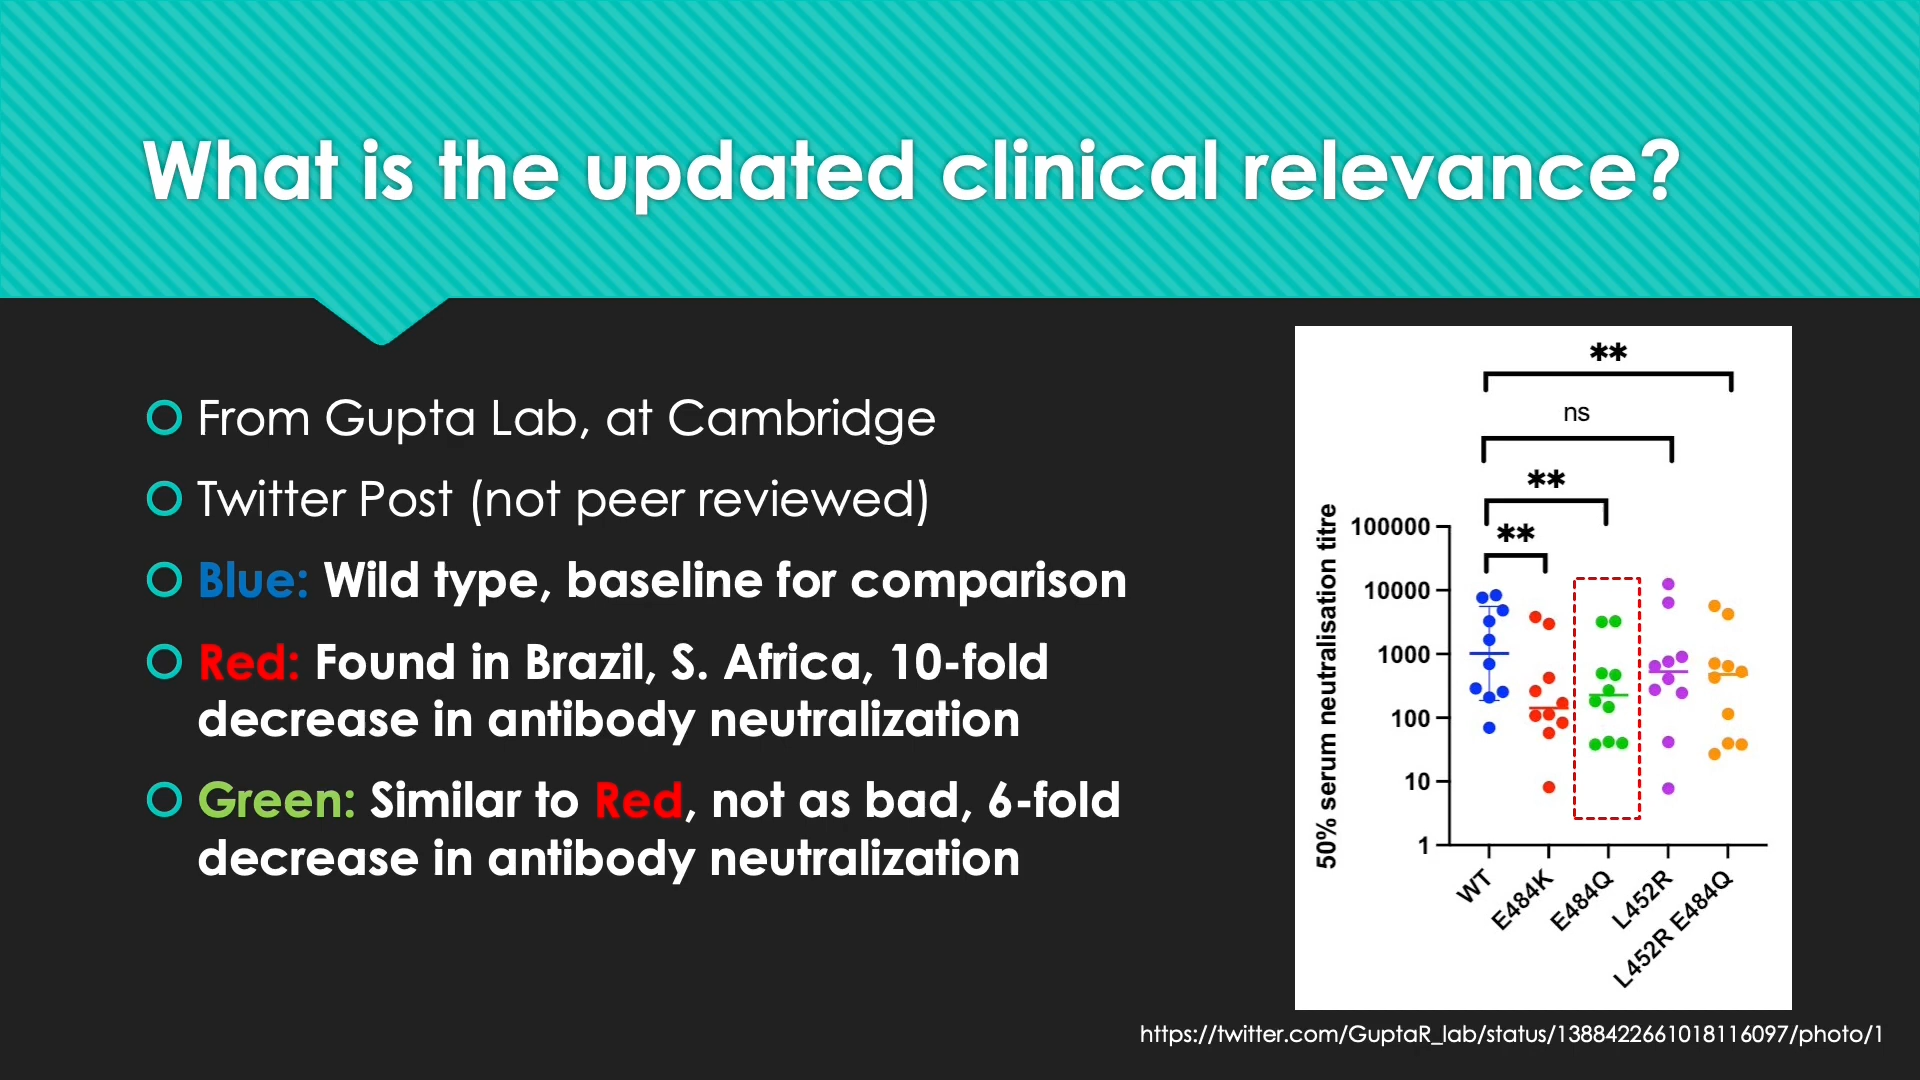 What is the updated clinical relevance?
From Gupta Lab, at Cambridge
Twitter Post (not peer reviewed)
Blue: Wild type, baseline for comparison
Red: Found in Brazil, S. Africa, 10-fold
decrease in antibody neutralization
Green: Similar to Red, not as bad, 6-fold
decrease in antibody neutralization
**
ns
**
**
50% serum neutralisation titre
100000
10000
1000
100
10
1
WT
E484K
E484Q
L452R
L452R E484Q
https://twitter.com/GuptaR_lab/status/1388422661018116097/photo/1